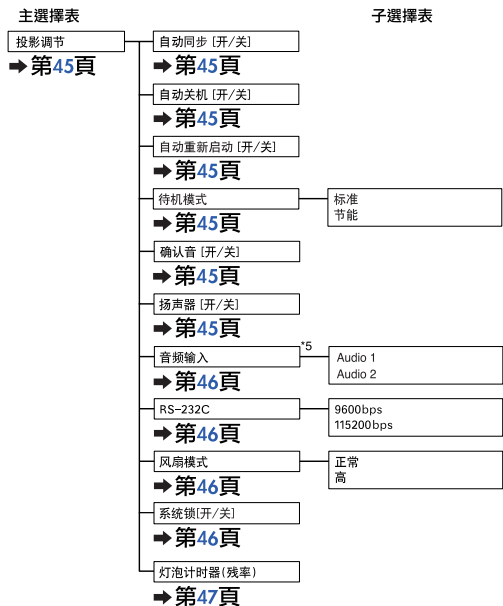 主選擇表 子選擇表
投影调节
➡ 第45頁
自动同步 [开/关]
➡ 第45頁
自动关机 [开/关]
➡ 第45頁
自动重新启动 [开/关]
➡ 第45頁
待机模式
➡ 第45頁
标准
节能
确认音 [开/关]
➡ 第45頁
扬声器 [开/关]
➡ 第45頁
音频输入
*5
➡ 第46頁
Audio 1
Audio 2
RS-232C
➡ 第46頁
9600bps
115200bps
风扇模式
➡ 第46頁
正常
高
系统锁[开/关]
➡ 第46頁
灯泡计时器(残率)
➡ 第47頁